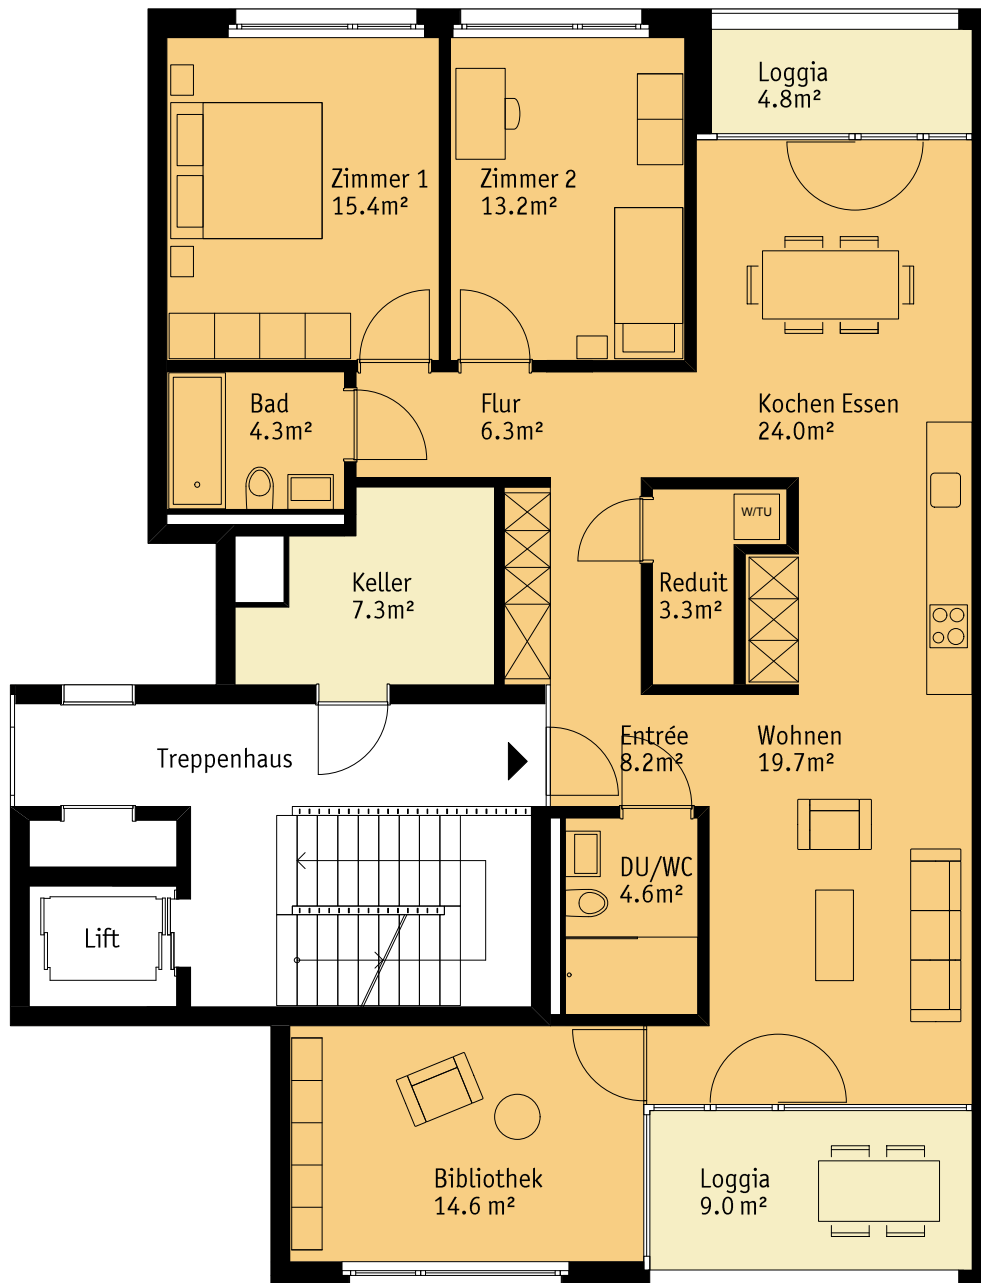 Loggia
4.8m²
Zimmer 1
15.4m²
Zimmer 2
13.2m²
Bad
4.3m²
Flur
6.3m²
Kochen Essen
24.0m²
W/TU
Keller
7.3m²
Reduit
3.3m²
Treppenhaus
Entrée
8.2m²
Wohnen
19.7m²
DU/WC
4.6m²
Lift
Bibliothek
14.6 m²
Loggia
9.0 m²